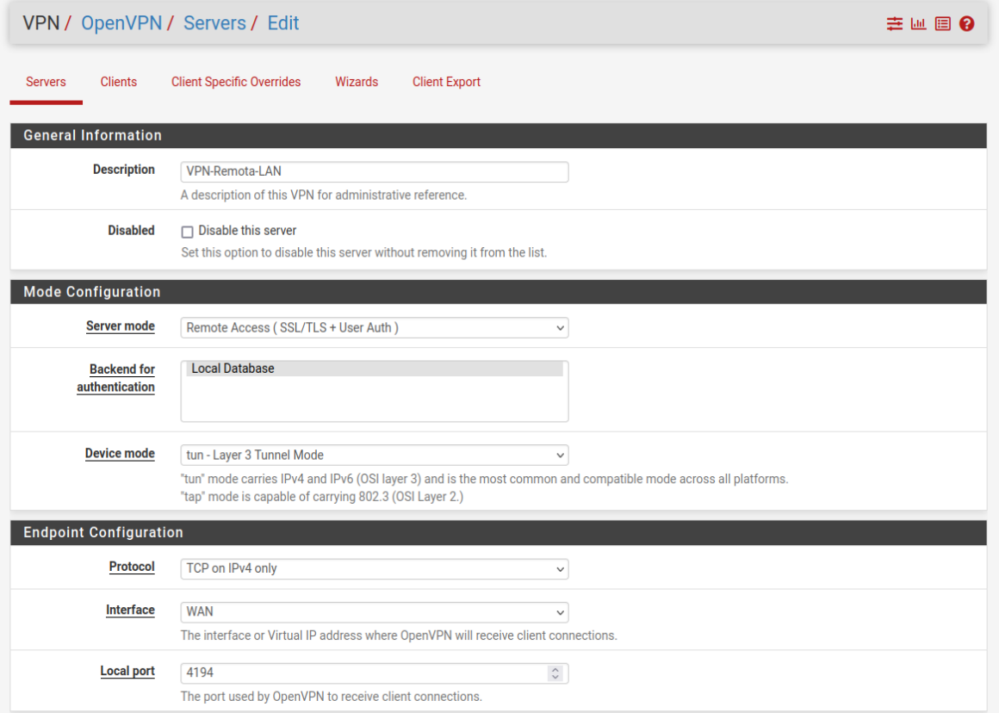 VPN / OpenVPN / Servers / Edit
Servers Clients Client Specific Overrides Wizards Client Export
General Information
Description VPN-Remota-LAN
A description of this VPN for administrative reference.
Disabled Disable this server
Set this option to disable this server without removing it from the list.
Mode Configuration
Server mode Remote Access ( SSL/TLS + User Auth )
Backend for authentication Local Database
Device mode tun - Layer 3 Tunnel Mode
"tun" mode carries IPv4 and IPv6 (OSI layer 3) and is the most common and compatible mode across all platforms.
"tap" mode is capable of carrying 802.3 (OSI Layer 2.)
Endpoint Configuration
Protocol TCP on IPv4 only
Interface WAN
The interface or Virtual IP address where OpenVPN will receive client connections.
Local port 4194
The port used by OpenVPN to receive client connections.